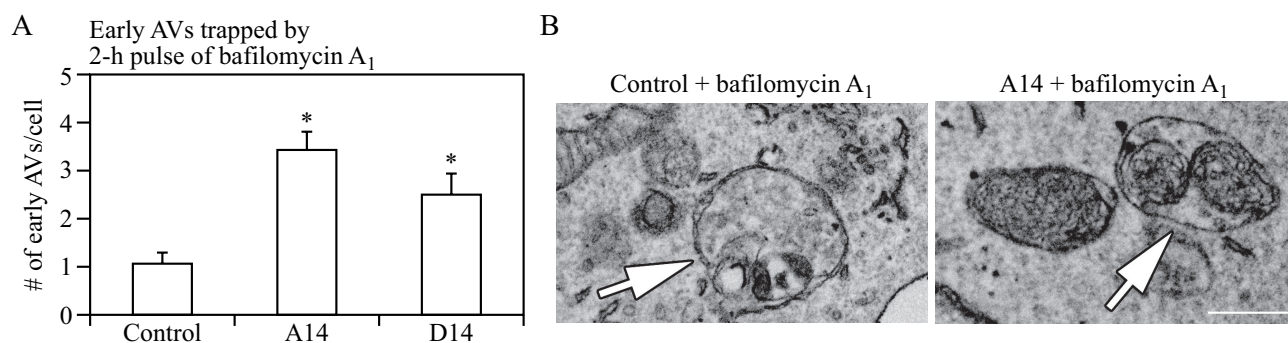 A
Early AVs trapped by
2-h pulse of bafilomycin A₁
# of early AVs/cell
5
4
3
2
1
0
*
*
Control
A14
D14
B
Control + bafilomycin A₁
A14 + bafilomycin A₁